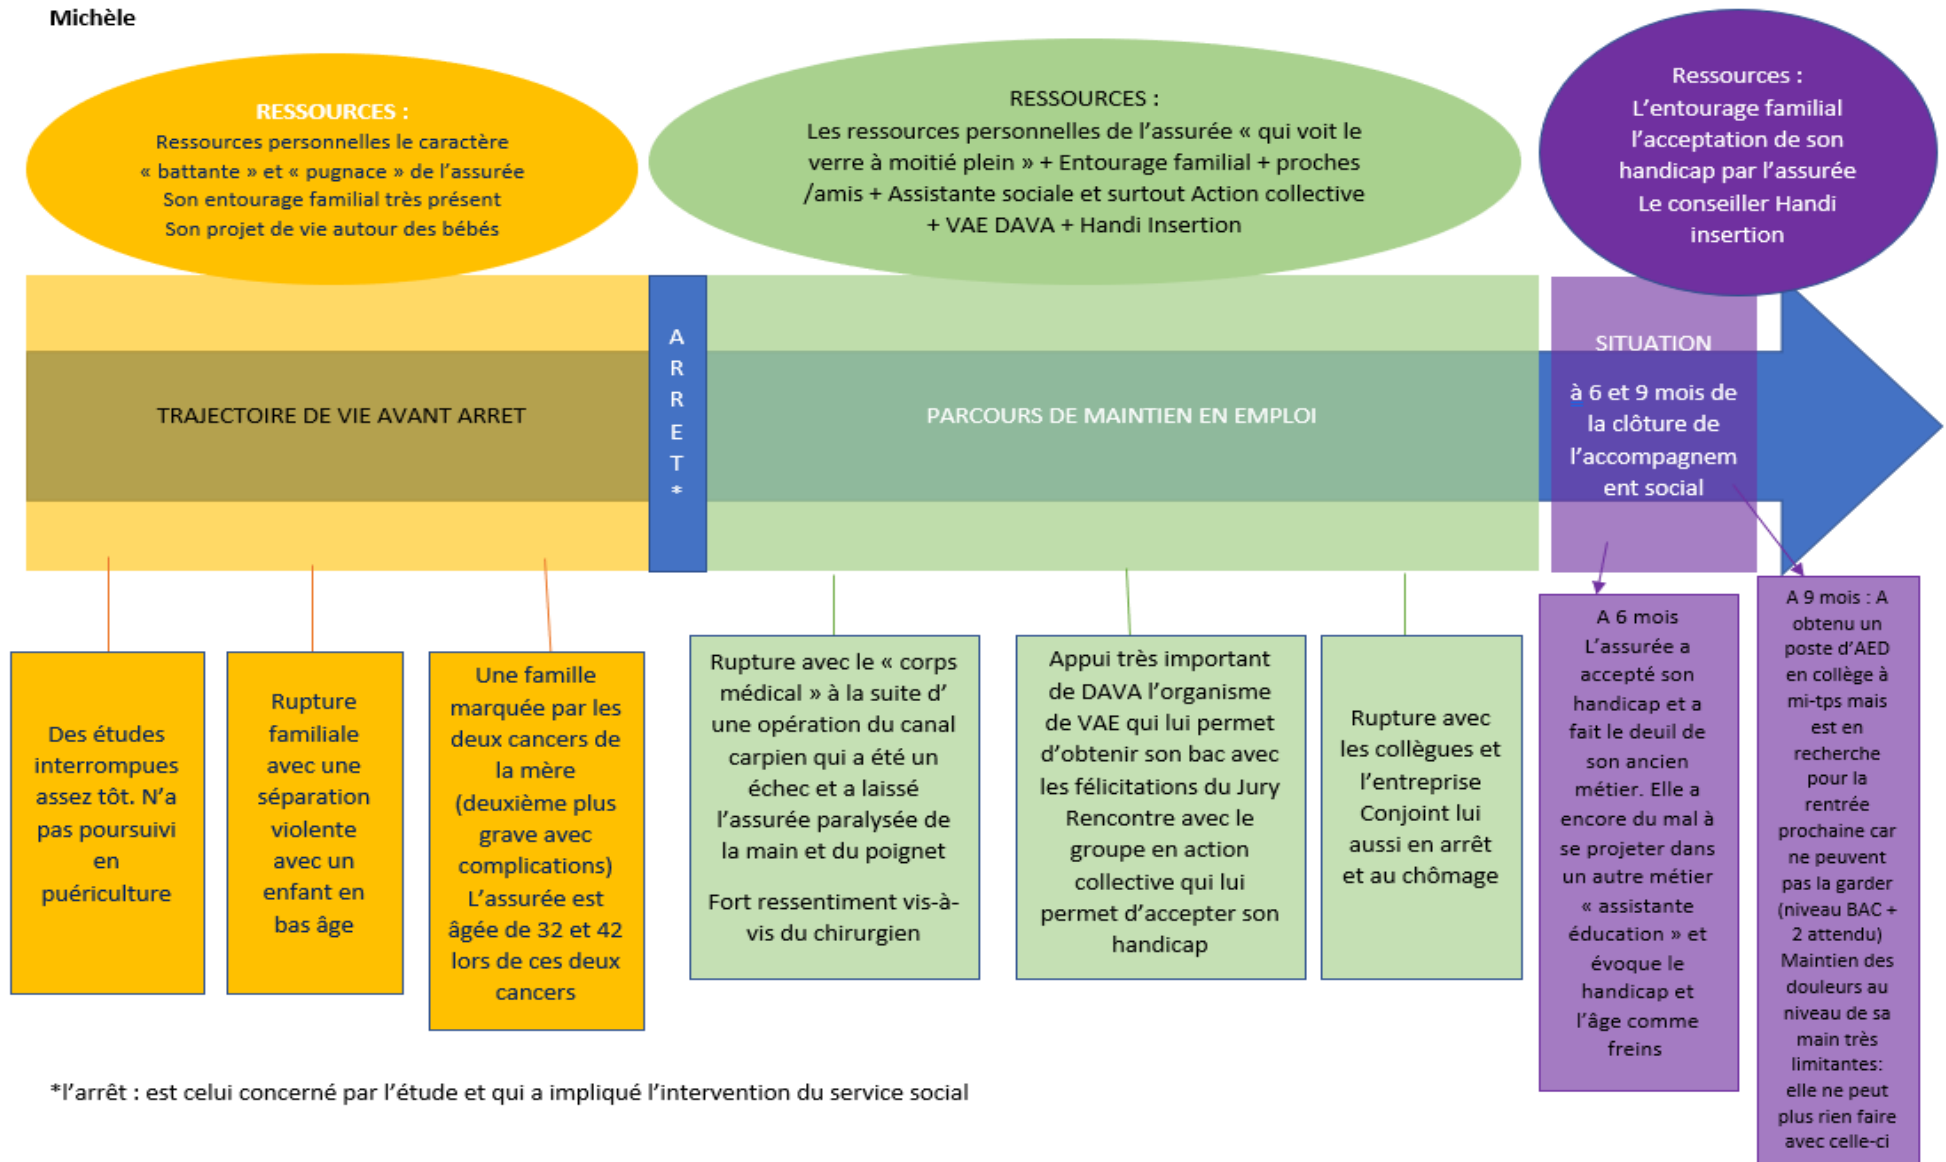 Michèle
RESSOURCES :
Ressources personnelles le caractère
« battante » et « pugnace » de l'assurée
Son entourage familial très présent
Son projet de vie autour des bébés
RESSOURCES :
Les ressources personnelles de l'assurée « qui voit le
verre à moitié plein » + Entourage familial + proches
/amis + Assistante sociale et surtout Action collective
+ VAE DAVA + Handi Insertion
Ressources :
L'entourage familial
l'acceptation de son
handicap par l'assurée
Le conseiller Handi
insertion
TRAJECTOIRE DE VIE AVANT ARRET
A
R
R
E
T
*
PARCOURS DE MAINTIEN EN EMPLOI
SITUATION
à 6 et 9 mois de
la clôture de
l'accompagnem
ent social
Des études
interrompues
assez tôt. N'a
pas poursuivi
en
puériculture
Rupture
familiale
avec une
séparation
violente
avec un
enfant en
bas âge
Une famille
marquée par les
deux cancers de
la mère
(deuxième plus
grave avec
complications)
L'assurée est
âgée de 32 et 42
lors de ces deux
cancers
Rupture avec le « corps
médical » à la suite d'
une opération du canal
carpien qui a été un
échec et a laissé
l'assurée paralysée de
la main et du poignet
Fort ressentiment vis-à-
vis du chirurgien
Appui très important
de DAVA l'organisme
de VAE qui lui permet
d'obtenir son bac avec
les félicitations du Jury
Rencontre avec le
groupe en action
collective qui lui
permet d'accepter son
handicap
Rupture avec
les collègues et
l'entreprise
Conjoint lui
aussi en arrêt
et au chômage
A 6 mois
L'assurée a
accepté son
handicap et a
fait le deuil de
son ancien
métier. Elle a
encore du mal à
se projeter dans
un autre métier
« assistante
éducation » et
évoque le
handicap et
l'âge comme
freins
A 9 mois : A
obtenu un
poste d'AED
en collège à
mi-tps mais
est en
recherche
pour la
rentrée
prochaine car
ne peuvent
pas la garder
(niveau BAC +
2 attendu)
Maintien des
douleurs au
niveau de sa
main très
limitantes:
elle ne peut
plus rien faire
avec celle-ci
*l'arrêt : est celui concerné par l'étude et qui a impliqué l'intervention du service social